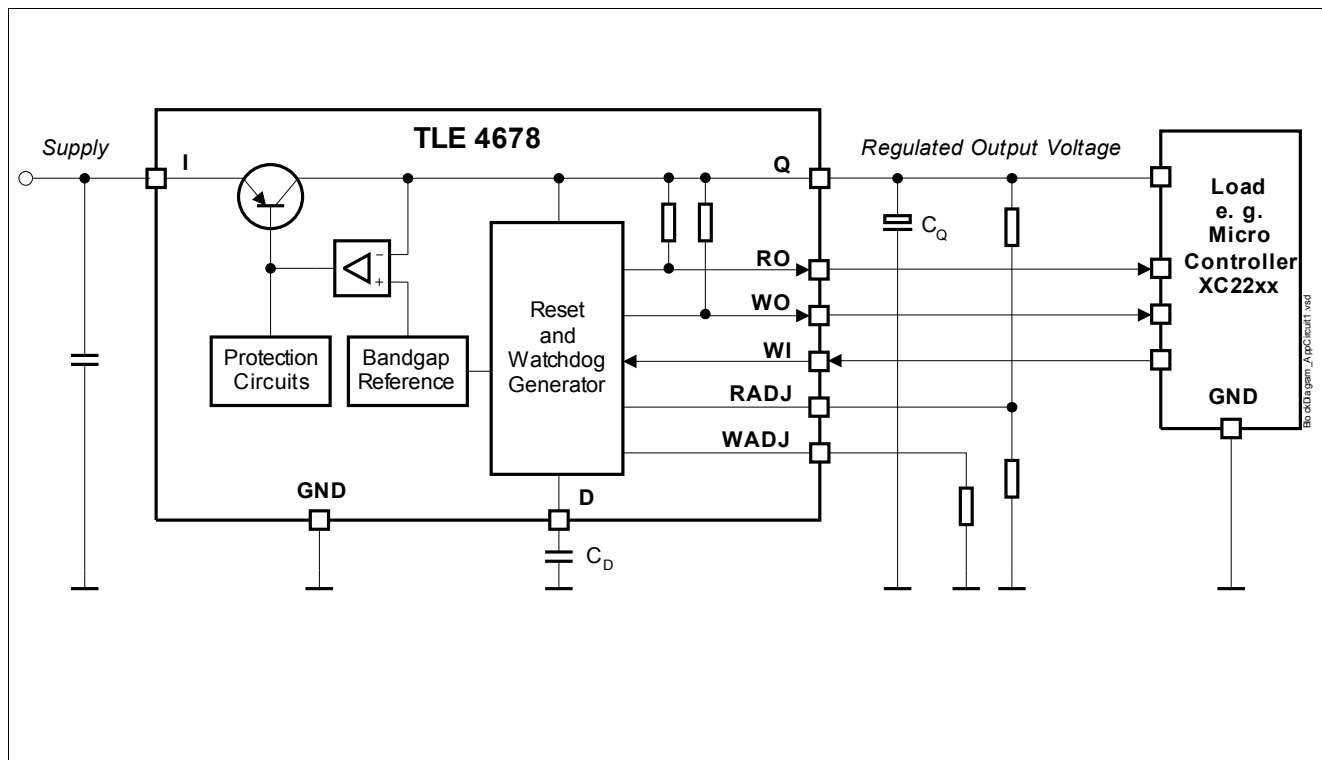 TLE 4678
Supply
I
Q
Regulated Output Voltage
Load
e. g.
Micro
Controller
XC22xx
C_Q
-
+
RO
WO
WI
RADJ
WADJ
Protection
Circuits
Bandgap
Reference
Reset
and
Watchdog
Generator
GND
D
C_D
GND
BlockDiagram_AppCircuit1.vsd